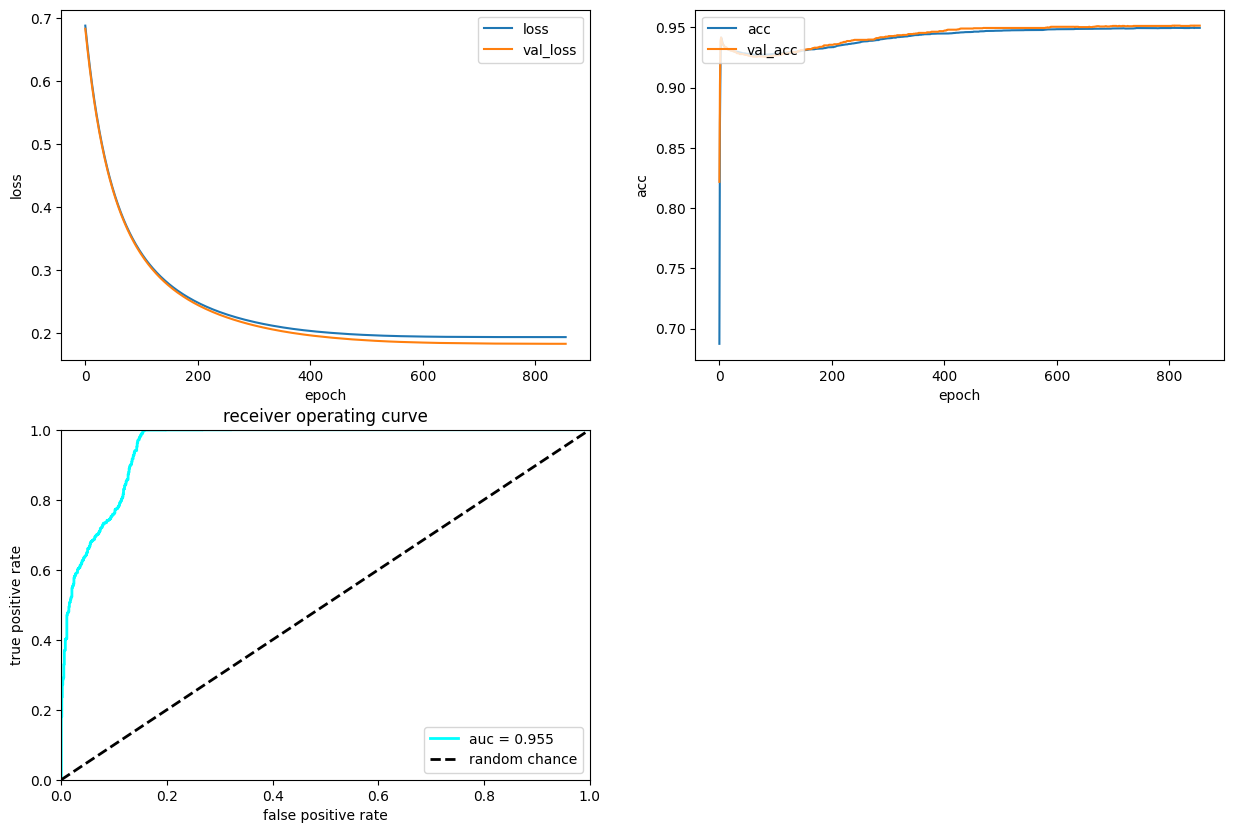 0.7
0.6
0.5
0.4
0.3
0.2
loss
0 200 400 600 800
epoch
loss
val_loss
0.95
0.90
0.85
0.80
0.75
0.70
acc
0 200 400 600 800
epoch
acc
val_acc
receiver operating curve
1.0
0.8
0.6
0.4
0.2
0.0
true positive rate
0.0 0.2 0.4 0.6 0.8 1.0
false positive rate
auc = 0.955
random chance